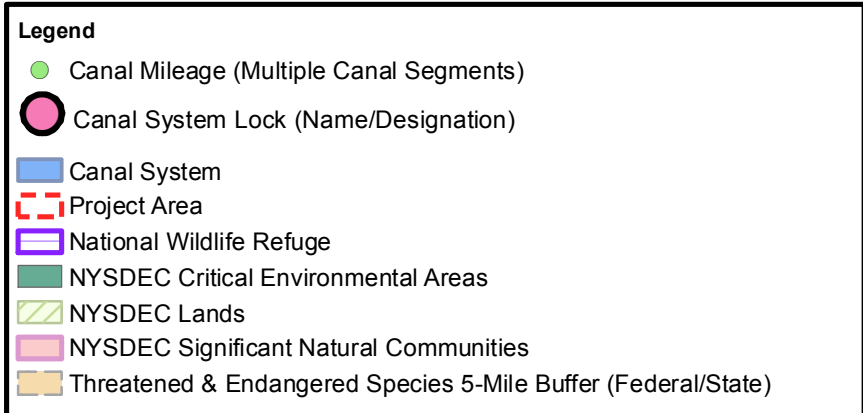 Legend
Canal Mileage (Multiple Canal Segments)
Canal System Lock (Name/Designation)
Canal System
Project Area
National Wildlife Refuge
NYSDEC Critical Environmental Areas
NYSDEC Lands
NYSDEC Significant Natural Communities
Threatened & Endangered Species 5-Mile Buffer (Federal/State)